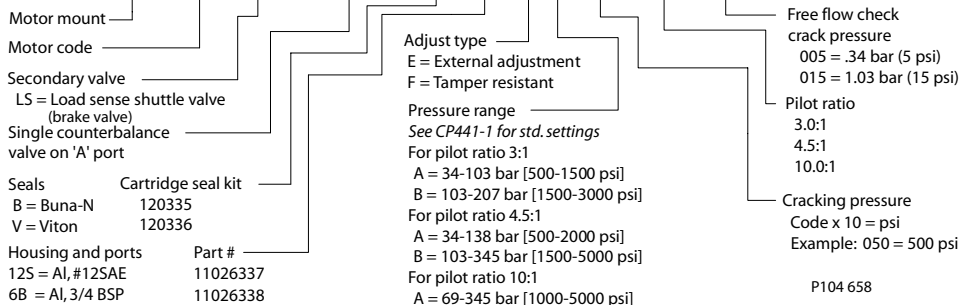 Motor mount
Motor code
Secondary valve
LS = Load sense shuttle valve
(brake valve)
Single counterbalance
valve on 'A' port
Seals
Cartridge seal kit
B = Buna-N
120335
V = Viton
120336
Housing and ports
Part #
12S = Al, #12SAE
11026337
6B = Al, 3/4 BSP
11026338
Adjust type
E = External adjustment
F = Tamper resistant
Pressure range
See CP441-1 for std. settings
For pilot ratio 3:1
A = 34-103 bar [500-1500 psi]
B = 103-207 bar [1500-3000 psi]
For pilot ratio 4.5:1
A = 34-138 bar [500-2000 psi]
B = 103-345 bar [1500-5000 psi]
For pilot ratio 10:1
A = 69-345 bar [1000-5000 psi]
Free flow check
crack pressure
005 = .34 bar (5 psi)
015 = 1.03 bar (15 psi)
Pilot ratio
3.0:1
4.5:1
10.0:1
Cracking pressure
Code x 10 = psi
Example: 050 = 500 psi
P104 658